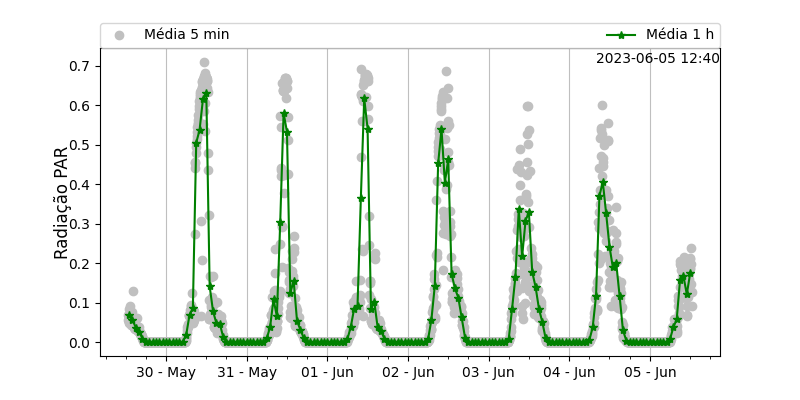 Média 5 min
Média 1 h
2023-06-05 12:40
Radiação PAR
0.7
0.6
0.5
0.4
0.3
0.2
0.1
0.0
30 - May
31 - May
01 - Jun
02 - Jun
03 - Jun
04 - Jun
05 - Jun